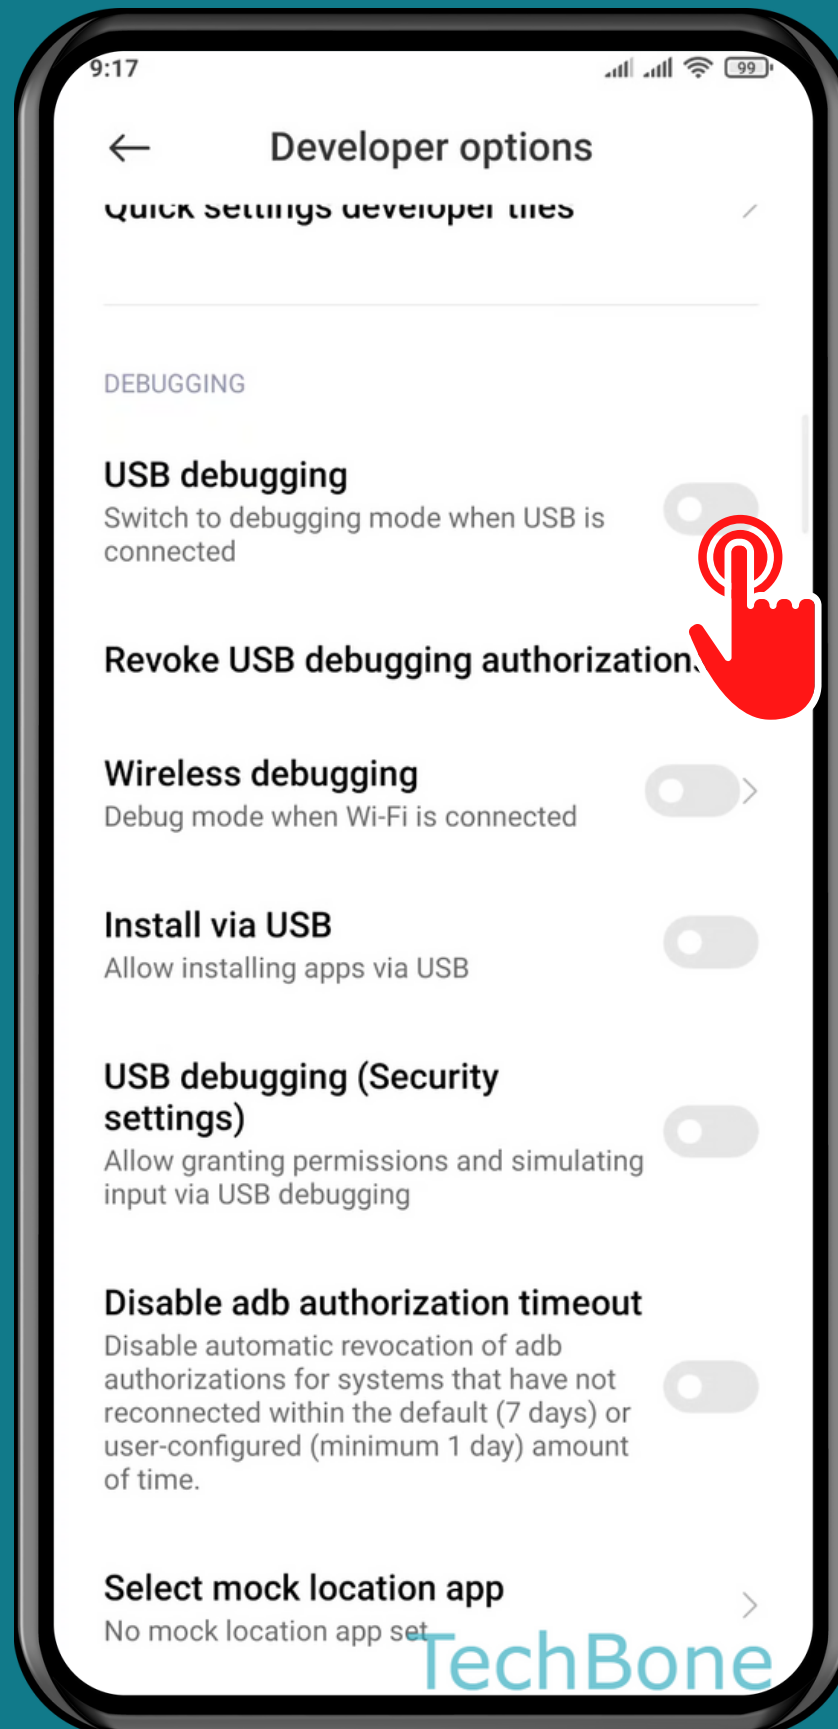 9:17
99
Developer options
Quick settings developer tiles
DEBUGGING
USB debugging
Switch to debugging mode when USB is
connected
Revoke USB debugging authorization
Wireless debugging
Debug mode when Wi-Fi is connected
Install via USB
Allow installing apps via USB
USB debugging (Security
settings)
Allow granting permissions and simulating
input via USB debugging
Disable adb authorization timeout
Disable automatic revocation of adb
authorizations for systems that have not
reconnected within the default (7 days) or
user-configured (minimum 1 day) amount
of time.
Select mock location app
No mock location app set
TechBone